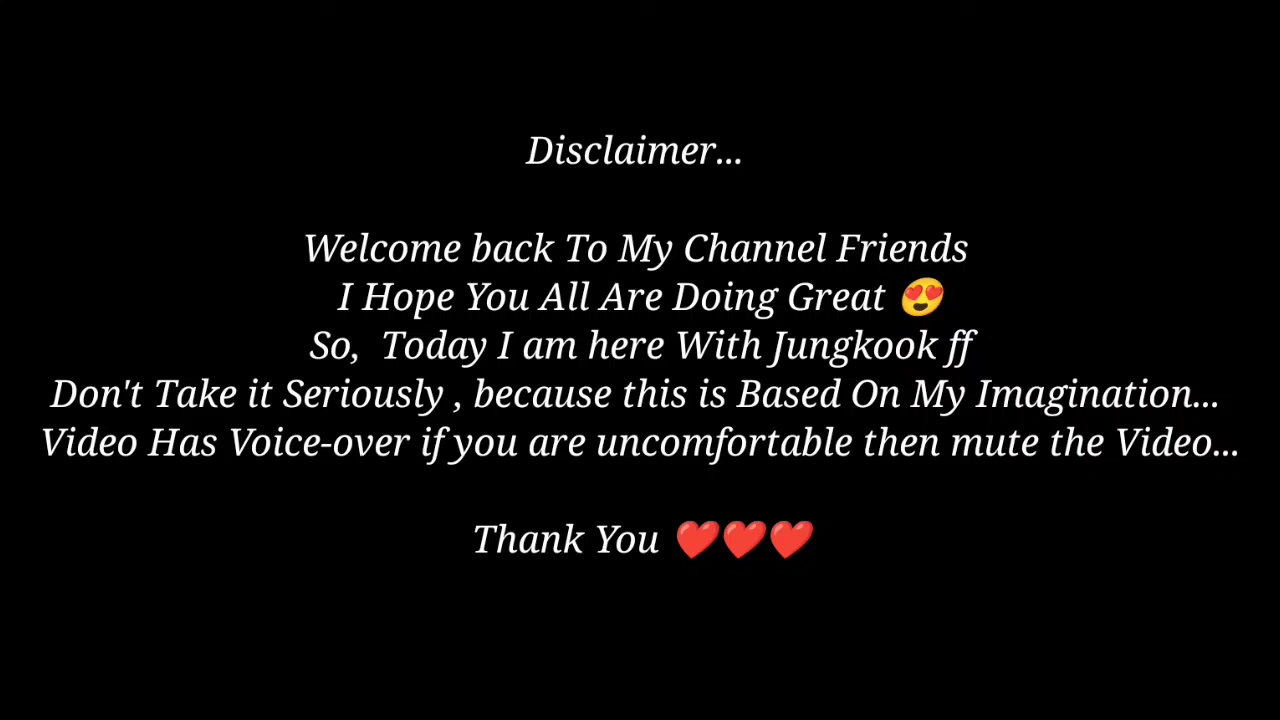 Disclaimer...
Welcome back To My Channel Friends
I Hope You All Are Doing Great 😍
So,  Today I am here With Jungkook ff
Don't Take it Seriously , because this is Based On My Imagination...
Video Has Voice-over if you are uncomfortable then mute the Video...
Thank You ❤️❤️❤️